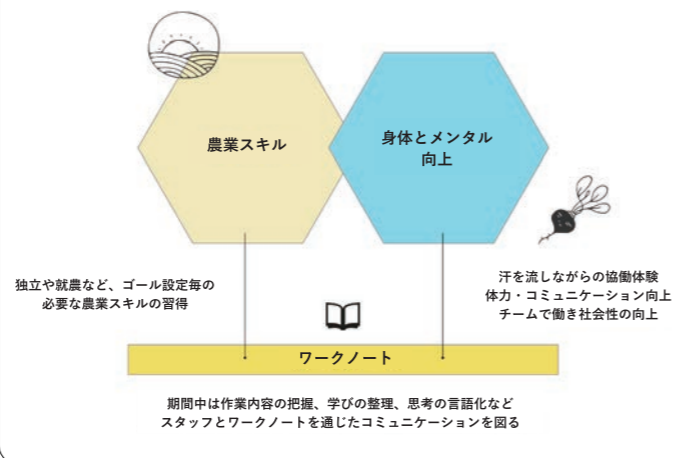 農業スキル
身体とメンタル
向上
独立や就農など、ゴール設定毎の
必要な農業スキルの習得
汗を流しながらの協働体験
体力・コミュニケーション向上
チームで働き社会性の向上
ワークノート
期間中は作業内容の把握、学びの整理、思考の言語化など
スタッフとワークノートを通じたコミュニケーションを図る